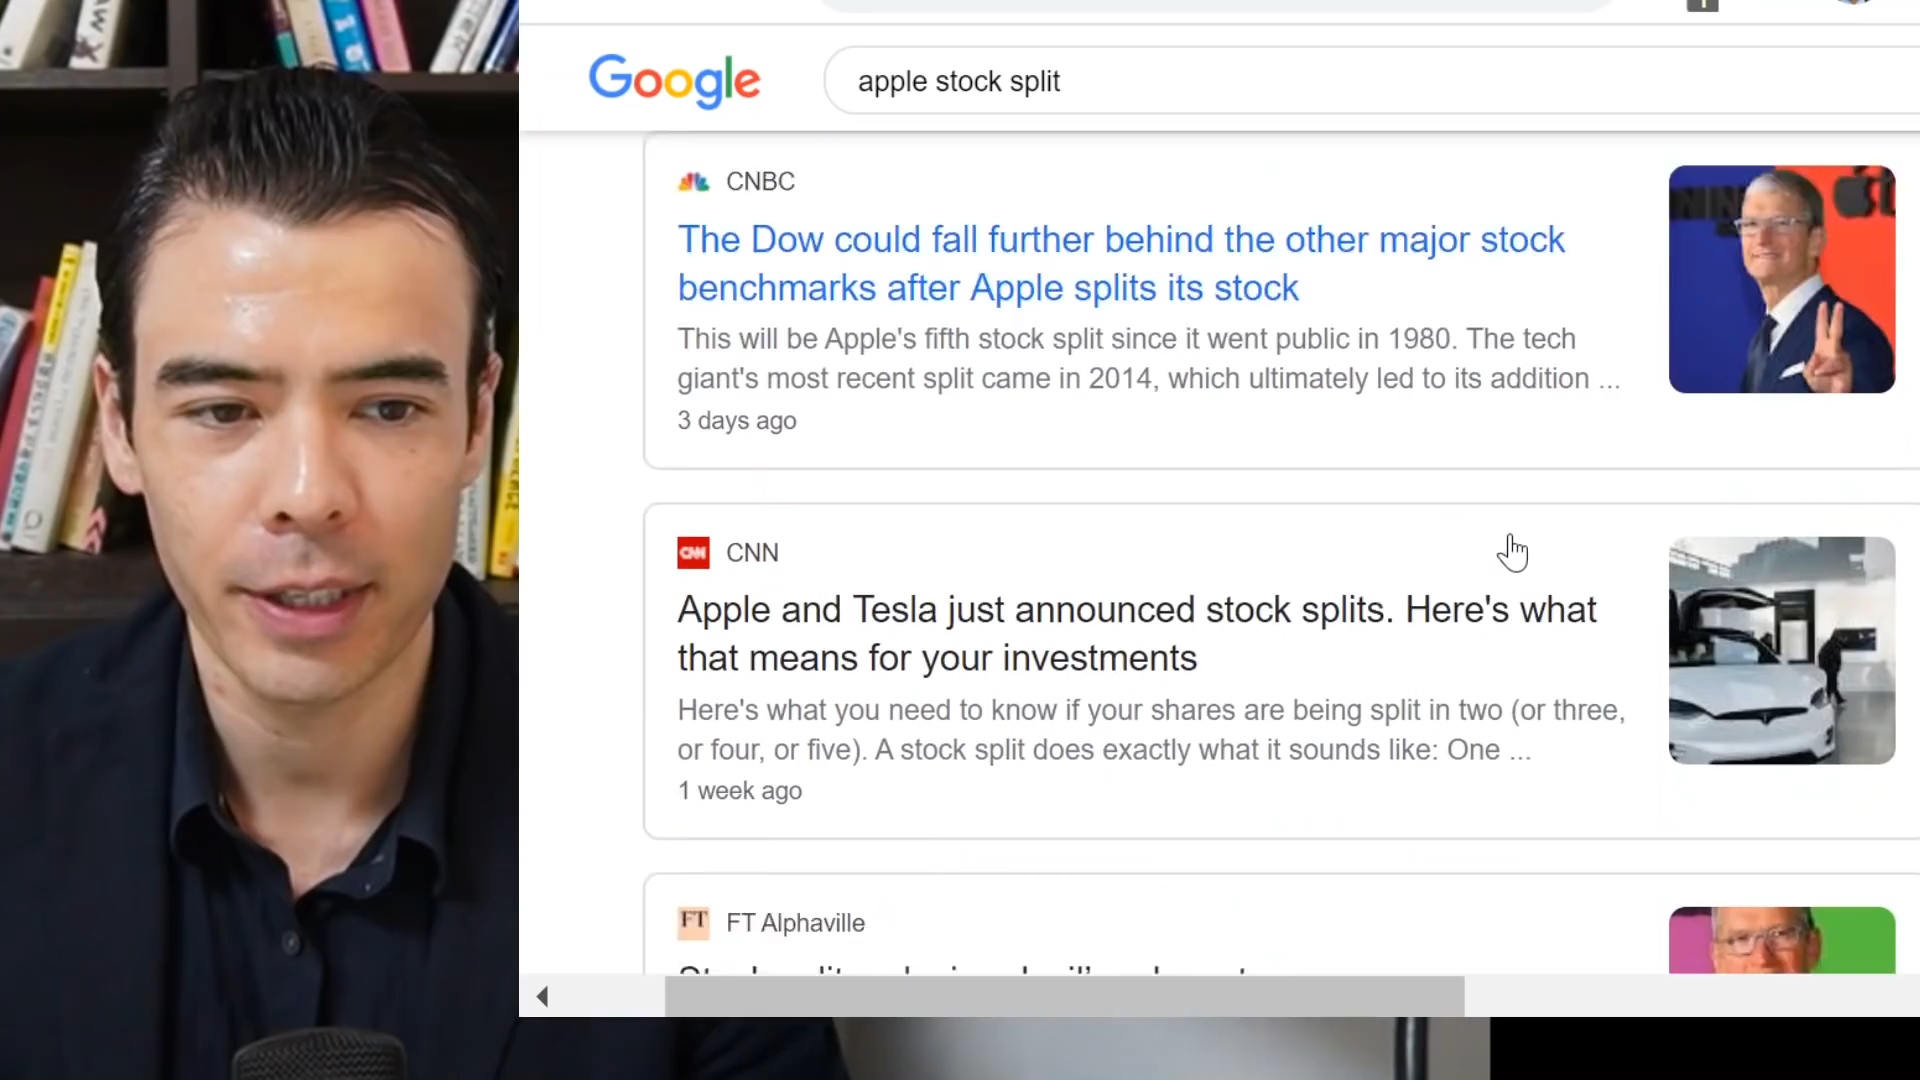 Google
apple stock split
CNBC
The Dow could fall further behind the other major stock
benchmarks after Apple splits its stock
This will be Apple's fifth stock split since it went public in 1980. The tech
giant's most recent split came in 2014, which ultimately led to its addition ...
3 days ago
CNN
CNN
Apple and Tesla just announced stock splits. Here's what
that means for your investments
Here's what you need to know if your shares are being split in two (or three,
or four, or five). A stock split does exactly what it sounds like: One ...
1 week ago
FT
FT Alphaville